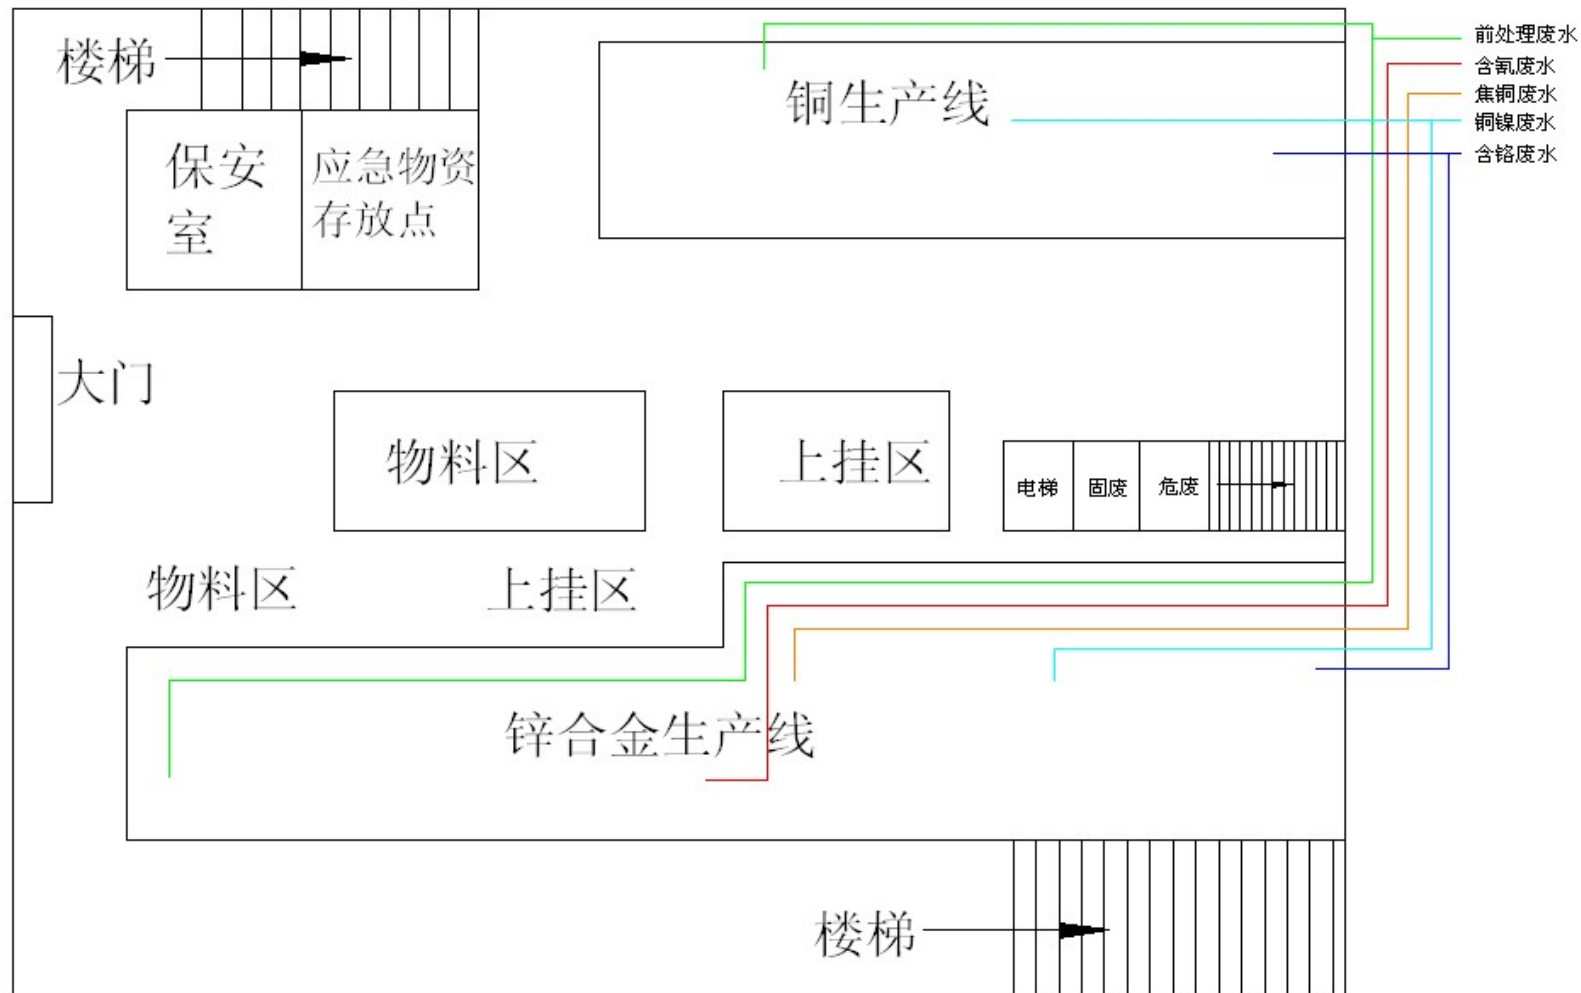 楼梯
前处理废水
含氰废水
焦铜废水
铜镍废水
含铬废水
铜生产线
保安
室
应急物资
存放点
大门
物料区
上挂区
电梯
固废
危废
物料区
上挂区
锌合金生产线
楼梯